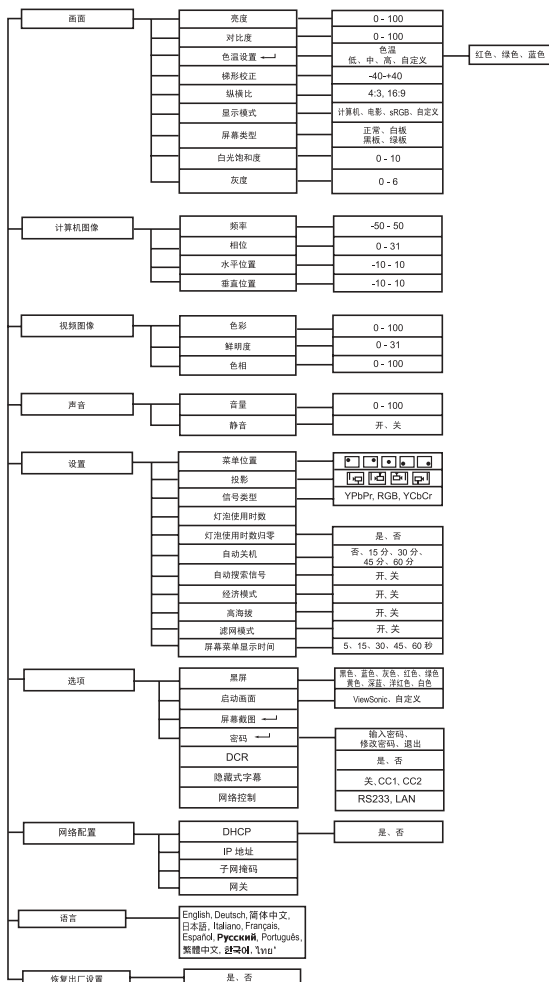 画面
亮度
0 - 100
对比度
0 - 100
色温设置
色温
低、中、高、自定义
红色、绿色、蓝色
梯形校正
-40-+40
纵横比
4:3, 16:9
显示模式
计算机、电影、sRGB、自定义
屏幕类型
正常、白板
黑板、绿板
白光饱和度
0 - 10
灰度
0 - 6
计算机图像
频率
-50 - 50
相位
0 - 31
水平位置
-10 - 10
垂直位置
-10 - 10
视频图像
色彩
0 - 100
鲜明度
0 - 31
色相
0 - 100
声音
音量
0 - 100
静音
开、关
设置
菜单位置
投影
信号类型
YPbPr, RGB, YCbCr
灯泡使用时数
灯泡使用时数归零
是、否
自动关机
否、15 分、30 分、
45 分、60 分
自动搜索信号
开、关
经济模式
开、关
高海拔
开、关
滤网模式
开、关
屏幕菜单显示时间
5、15、30、45、60 秒
选项
黑屏
黑色、蓝色、灰色、红色、绿色
黄色、深蓝、洋红色、白色
启动画面
ViewSonic、自定义
屏幕截图
密码
输入密码、
修改密码、退出
DCR
是、否
隐藏式字幕
关、CC1, CC2
网络控制
RS233, LAN
网络配置
DHCP
是、否
IP 地址
子网掩码
网关
语言
English, Deutsch, 简体中文,
日本語, Italiano, Français,
Español, Русский, Português,
繁體中文, 한국어, "ไทย"
恢复出厂设置
是、否